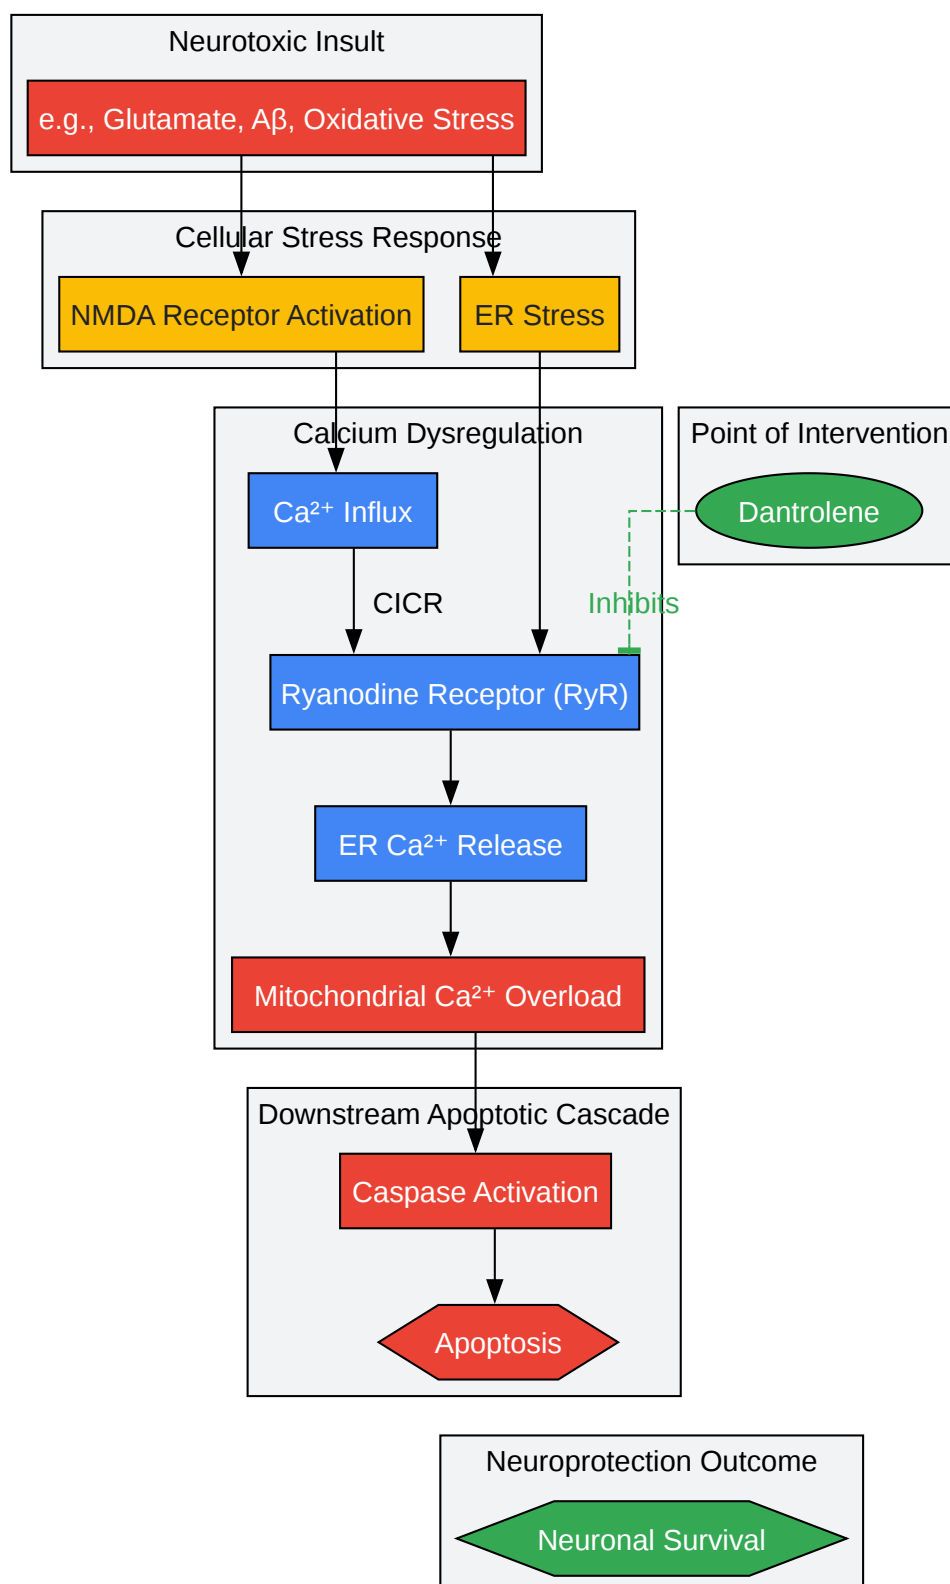 Neurotoxic Insult
e.g., Glutamate, Aβ, Oxidative Stress
Cellular Stress Response
NMDA Receptor Activation
ER Stress
Calcium Dysregulation
Point of Intervention
Ca²⁺ Influx
Dantrolene
CICR
Inhibits
Ryanodine Receptor (RyR)
ER Ca²⁺ Release
Mitochondrial Ca²⁺ Overload
Downstream Apoptotic Cascade
Caspase Activation
Apoptosis
Neuroprotection Outcome
Neuronal Survival